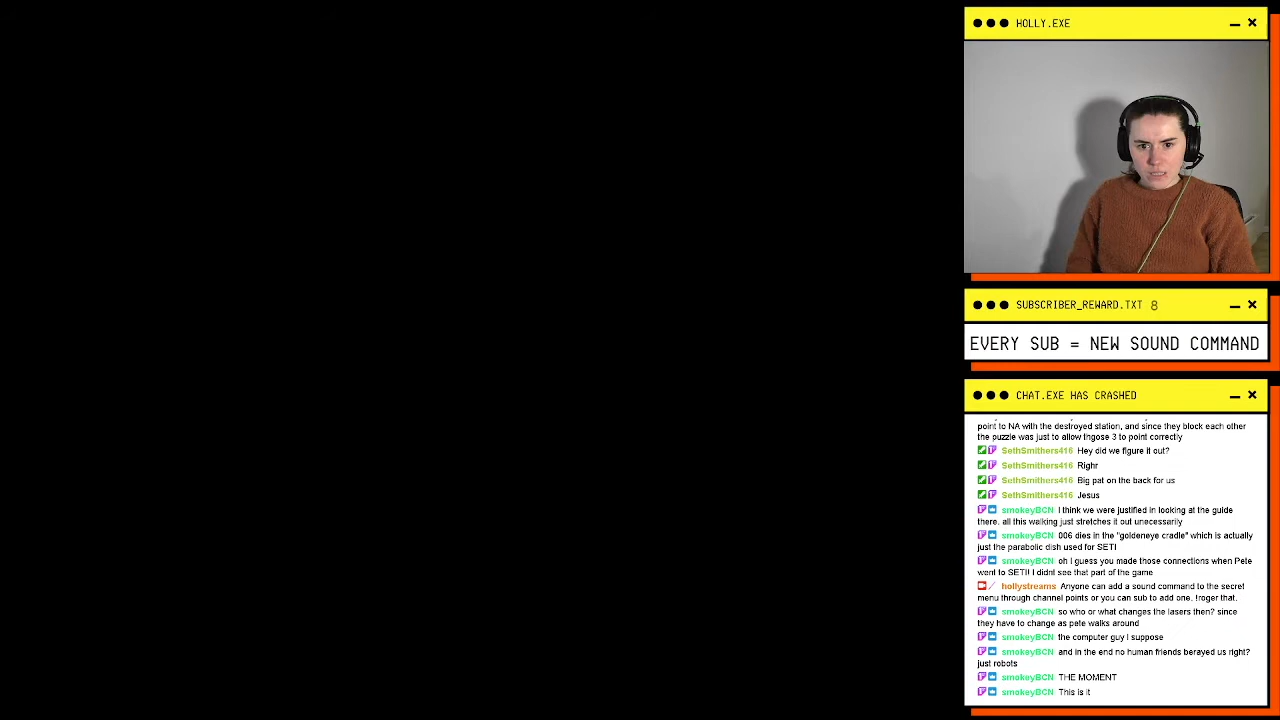 HOLLY.EXE
SUBSCRIBER_REWARD.TXT 8
EVERY SUB = NEW SOUND COMMAND
CHAT.EXE HAS CRASHED
point to NA with the destroyed station, and since they block each other
the puzzle was just to allow thgose 3 to point correctly
SethSmithers416 Hey did we figure it out?
SethSmithers416 Righr
SethSmithers416 Big pat on the back for us
SethSmithers416 Jesus
smokeyBCN I think we were justified in looking at the guide
there. all this walking just stretches it out unecessarily
smokeyBCN 006 dies in the "goldeneye cradle" which is actually
just the parabolic dish used for SETI
smokeyBCN oh I guess you made those connections when Pete
went to SETI! I didnt see that part of the game
hollystreams Anyone can add a sound command to the secret
menu through channel points or you can sub to add one. !roger that.
smokeyBCN so who or what changes the lasers then? since
they have to change as pete walks around
smokeyBCN the computer guy I suppose
smokeyBCN and in the end no human friends berayed us right?
just robots
smokeyBCN THE MOMENT
smokeyBCN This is it